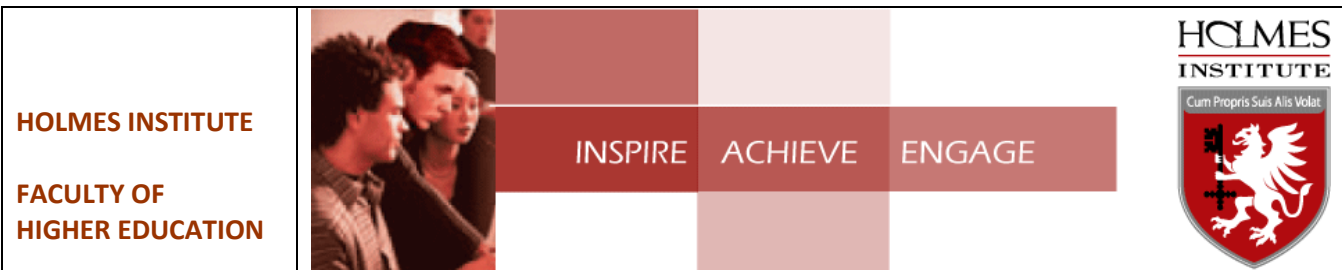 HOLMES INSTITUTE
FACULTY OF
HIGHER EDUCATION
INSPIRE ACHIEVE ENGAGE
HOLMES
INSTITUTE
Cum Propris Suis Alis Volat